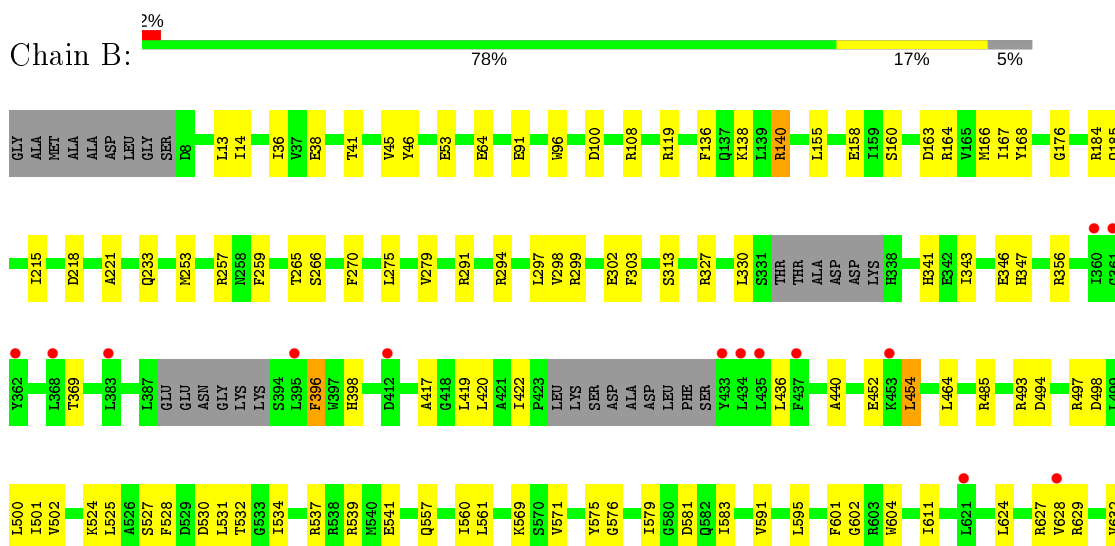 2%
Chain B:
78% 17% 5%
GLY ALA MET ALA ALA ASP LEU GLY SER D8 L13 I14 I36 V37 E38 T41 V45 Y46 E53 E64 E91 W96 D100 R108 R119 F136 Q137 K138 L139 R140 L155 E158 I159 S160 D163 R164 V165 M166 I167 Y168 G176 R184
I215 D218 A221 Q233 M253 R257 N258 F259 T265 S266 F270 L275 V279 R291 R294 L297 V298 R299 E302 F303 S313 R327 L330 S331 THR THR ALA ASP ASP LYS H338 H341 E342 I343 E346 H347 R356 I360 G361
Y362 L368 T369 L383 L387 GLU GLU ASN GLY LYS LYS S394 L395 F396 W397 H398 D412 A417 G418 L419 L420 A421 I422 P423 LEU LYS SER ASP ALA ASP LEU PHE SER Y433 L434 L435 L436 F437 A440 E452 K453 L454 L464 R485 R493 D494 R497 D498 L499
L500 I501 V502 K524 L525 A526 S527 F528 D529 D530 L531 T532 G533 I534 R537 R538 R539 M540 E541 Q557 I560 L561 K569 S570 V571 Y575 G576 I579 G580 D581 Q582 I583 V591 L595 F601 G602 R603 W604 I611 L621 L624 R627 V628 R629